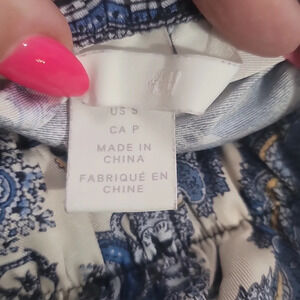 US S
CA P
MADE IN
CHINA
FABRIQUÉ EN
CHINE